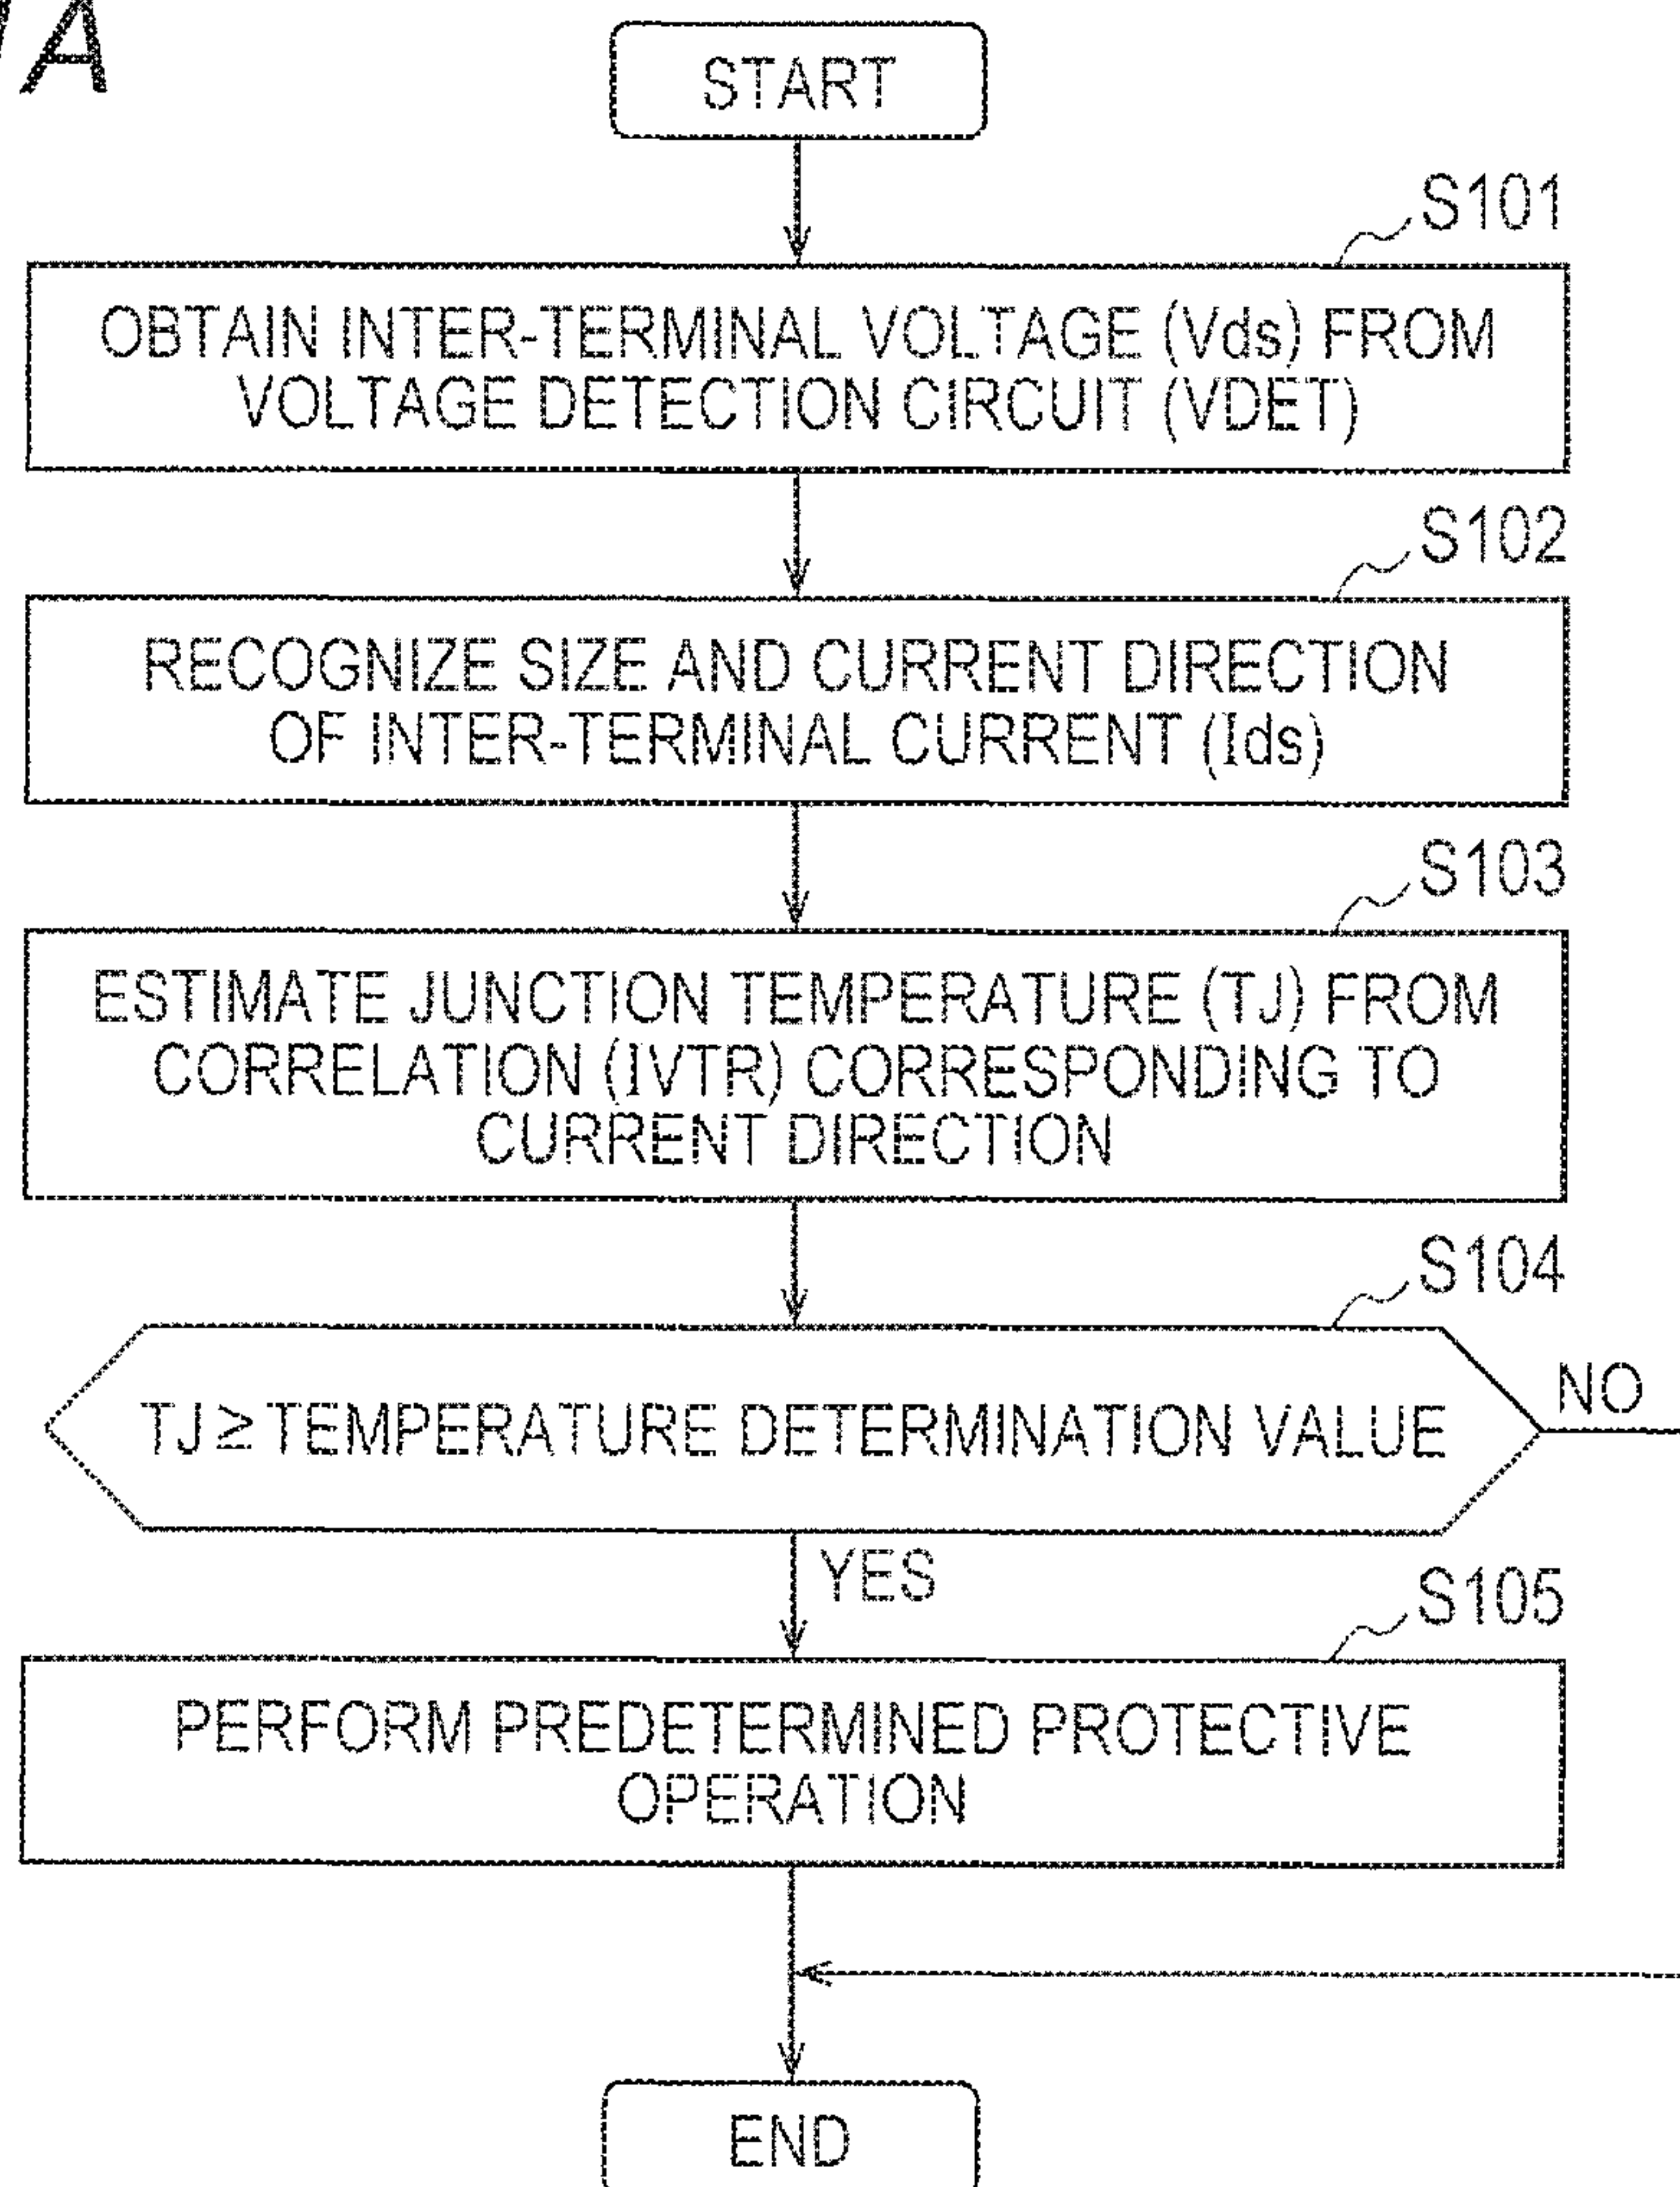 A
START
S101
OBTAIN INTER-TERMINAL VOLTAGE (Vds) FROM
VOLTAGE DETECTION CIRCUIT (VDET)
S102
RECOGNIZE SIZE AND CURRENT DIRECTION
OF INTER-TERMINAL CURRENT (Ids)
S103
ESTIMATE JUNCTION TEMPERATURE (TJ) FROM
CORRELATION (IVTR) CORRESPONDING TO
CURRENT DIRECTION
S104
TJ ≥ TEMPERATURE DETERMINATION VALUE
NO
YES
S105
PERFORM PREDETERMINED PROTECTIVE
OPERATION
END